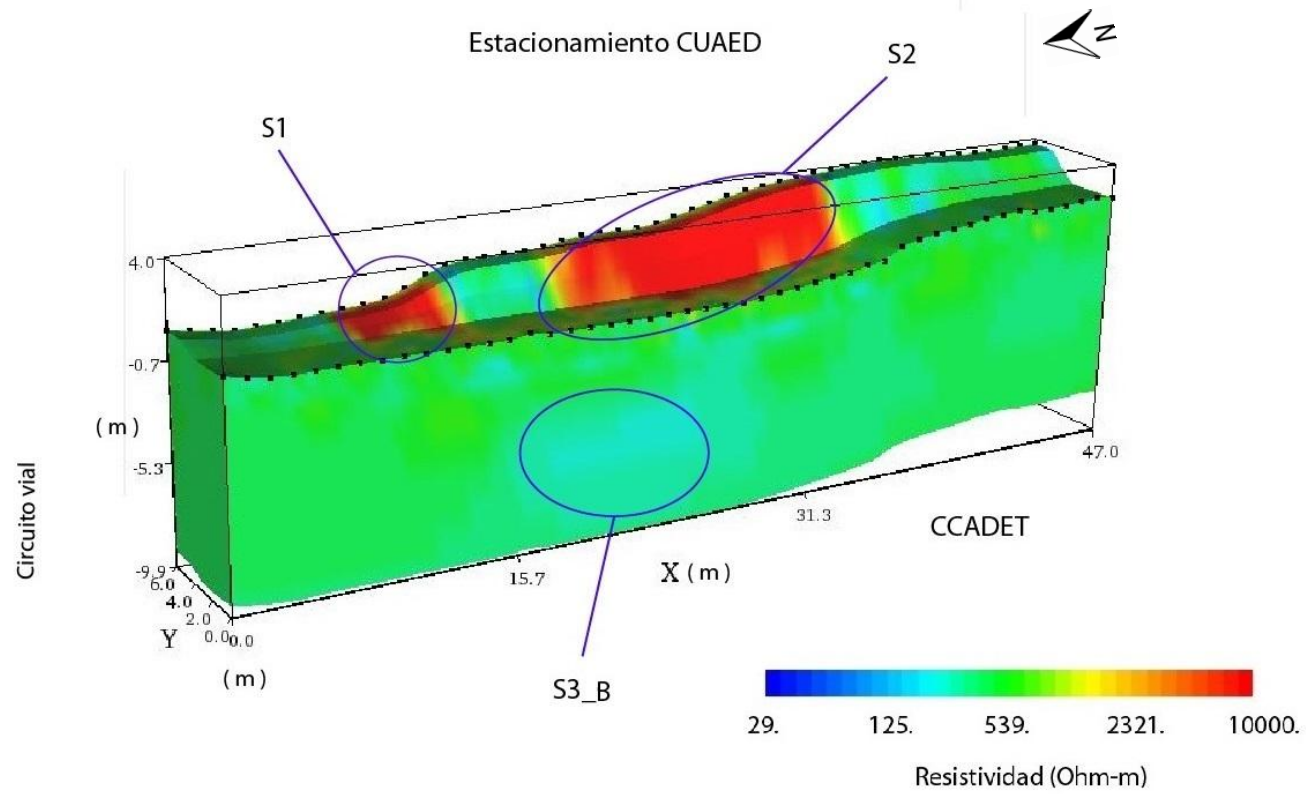 Estacionamiento CUAED
N
S2
S1
4.0
-0.7
( m )
-5.3
-9.9
Circuito vial
6.0
4.0
2.0
0.0
0.0
Y
( m )
15.7
31.3
47.0
X ( m )
CCADET
S3_B
29. 125. 539. 2321. 10000.
Resistividad (Ohm-m)